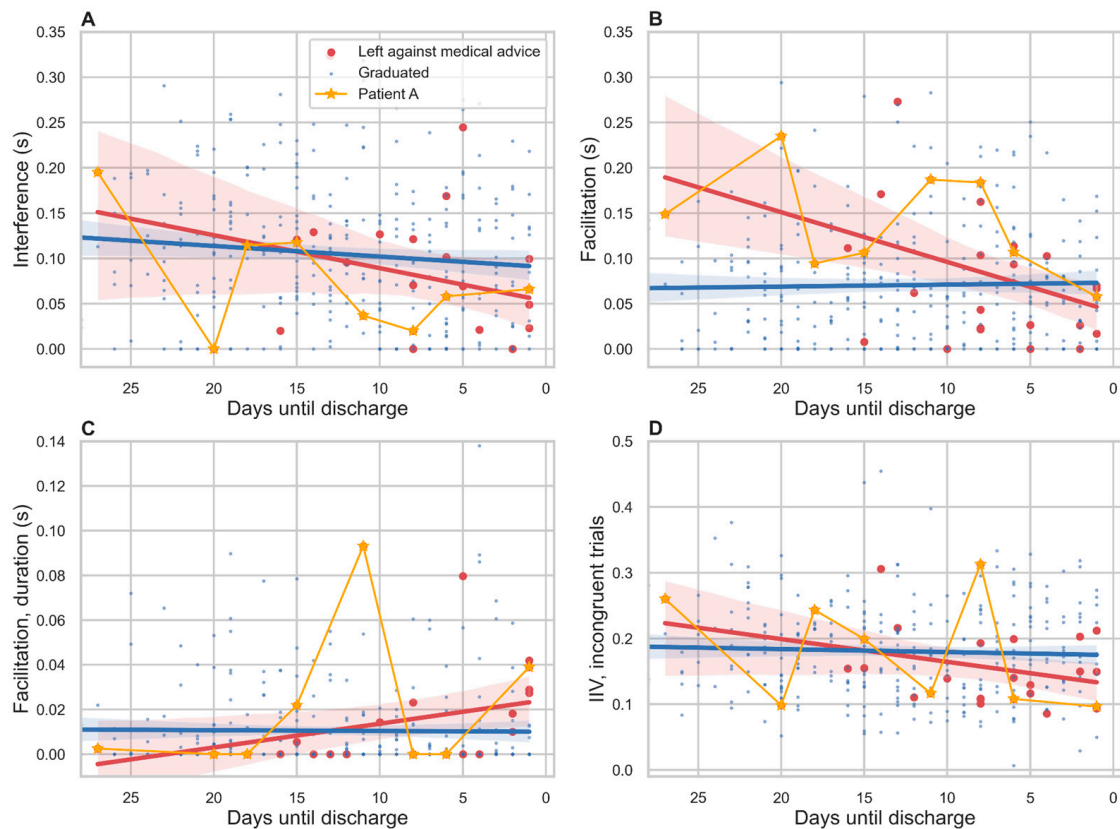 A
B
0.35
0.30
0.25
0.20
0.15
0.10
0.05
0.00
Interference (s)
Left against medical advice
Graduated
Patient A
25 20 15 10 5 0
Days until discharge
0.35
0.30
0.25
0.20
0.15
0.10
0.05
0.00
Facilitation (s)
25 20 15 10 5 0
Days until discharge
C
D
0.14
0.12
0.10
0.08
0.06
0.04
0.02
0.00
Facilitation, duration (s)
25 20 15 10 5 0
Days until discharge
0.5
0.4
0.3
0.2
0.1
0.0
IIV, incongruent trials
25 20 15 10 5 0
Days until discharge